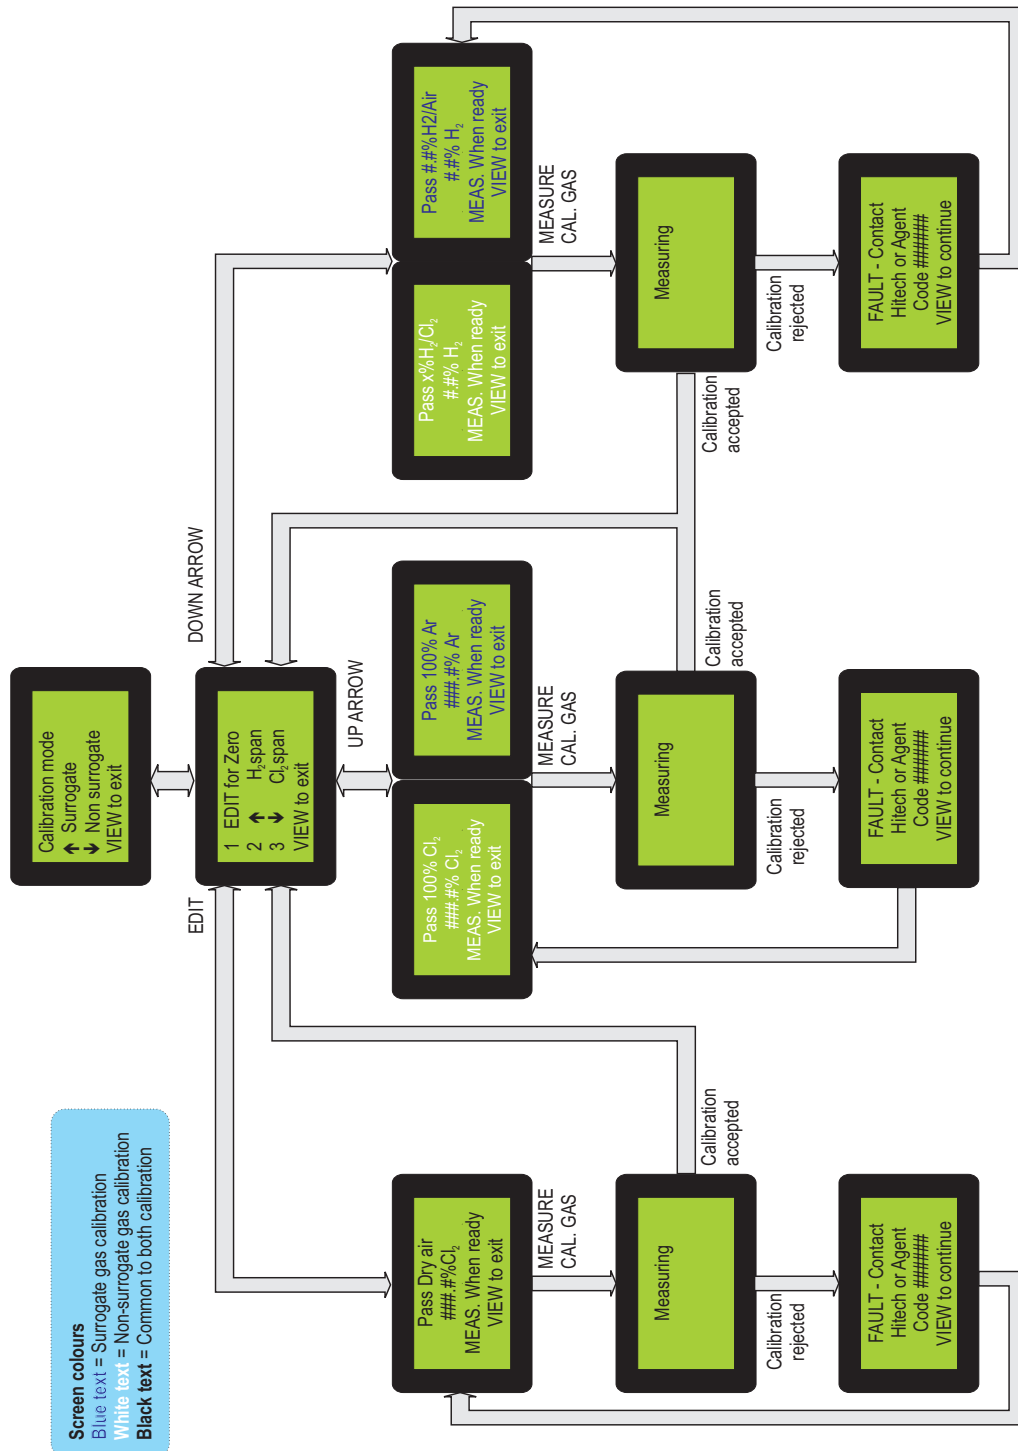 Screen colours
Blue text = Surrogate gas calibration
White text = Non-surrogate gas calibration
Black text = Common to both calibration
Calibration mode
↑ Surrogate
↓ Non surrogate
VIEW to exit
EDIT
1 EDIT for Zero
2 ↑ H₂span
3 ↓ Cl₂span
VIEW to exit
DOWN ARROW
UP ARROW
Pass Dry air
###.#%Cl₂
MEAS. When ready
VIEW to exit
Pass 100% Cl₂
###.#% Cl₂
MEAS. When ready
VIEW to exit
Pass 100% Ar
###.#% Ar
MEAS. When ready
VIEW to exit
Pass x%H₂/Cl₂
#.#% H₂
MEAS. When ready
VIEW to exit
Pass #.#%H2/Air
#.#% H₂
MEAS. When ready
VIEW to exit
MEASURE
CAL. GAS
MEASURE
CAL. GAS
MEASURE
CAL. GAS
Measuring
Measuring
Measuring
Calibration
accepted
Calibration
accepted
Calibration
accepted
Calibration
rejected
Calibration
rejected
Calibration
rejected
FAULT - Contact
Hitech or Agent
Code ######
VIEW to continue
FAULT - Contact
Hitech or Agent
Code ######
VIEW to continue
FAULT - Contact
Hitech or Agent
Code ######
VIEW to continue